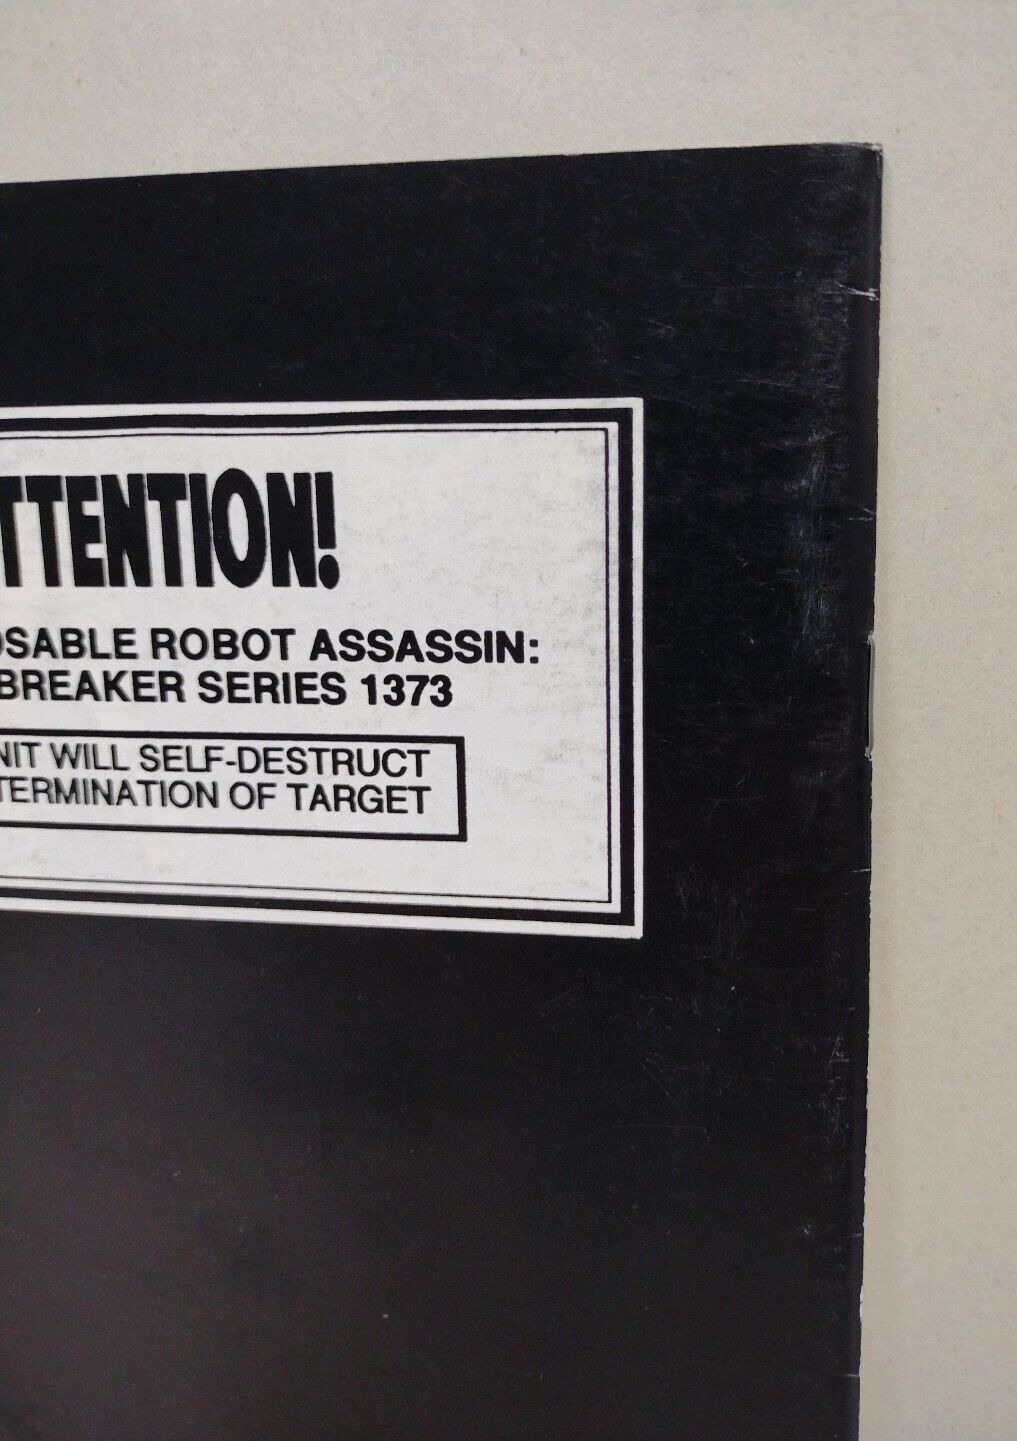 TTENTION!
OSABLE ROBOT ASSASSIN:
BREAKER SERIES 1373
NIT WILL SELF-DESTRUCT
TERMINATION OF TARGET